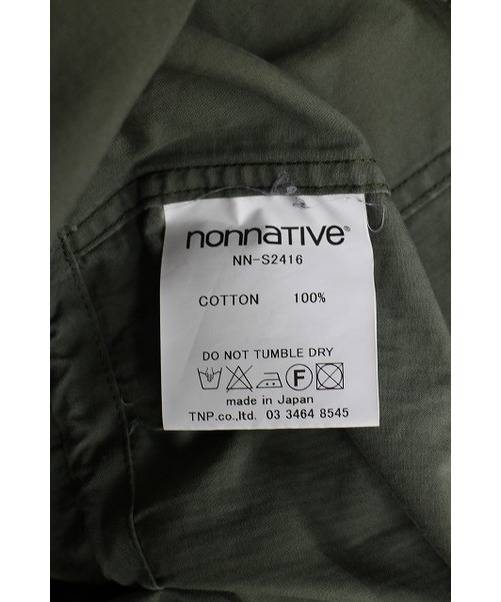 nonnative®
NN-S2416
COTTON 100%
DO NOT TUMBLE DRY
F
made in Japan
TNP.co.,ltd. 03 3464 8545